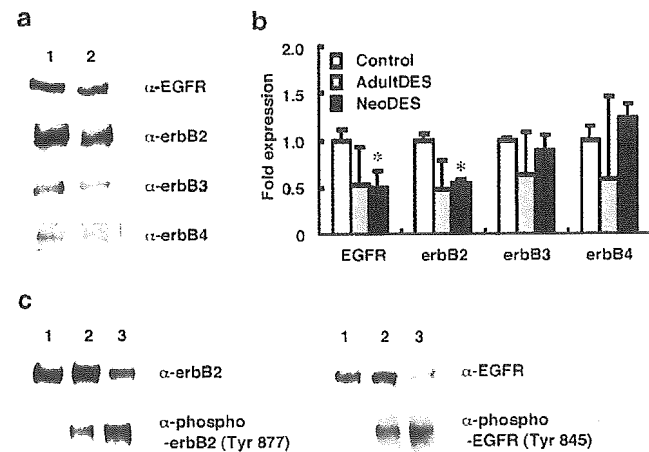 a
1 2
α-EGFR
α-erbB2
α-erbB3
α-erbB4
b
Fold expression
2.0
1.5
1.0
0.5
0
Control
AdultDES
NeoDES
* *
EGFR erbB2 erbB3 erbB4
c
1 2 3
α-erbB2
α-phospho
-erbB2 (Tyr 877)
1 2 3
α-EGFR
α-phospho
-EGFR (Tyr 845)